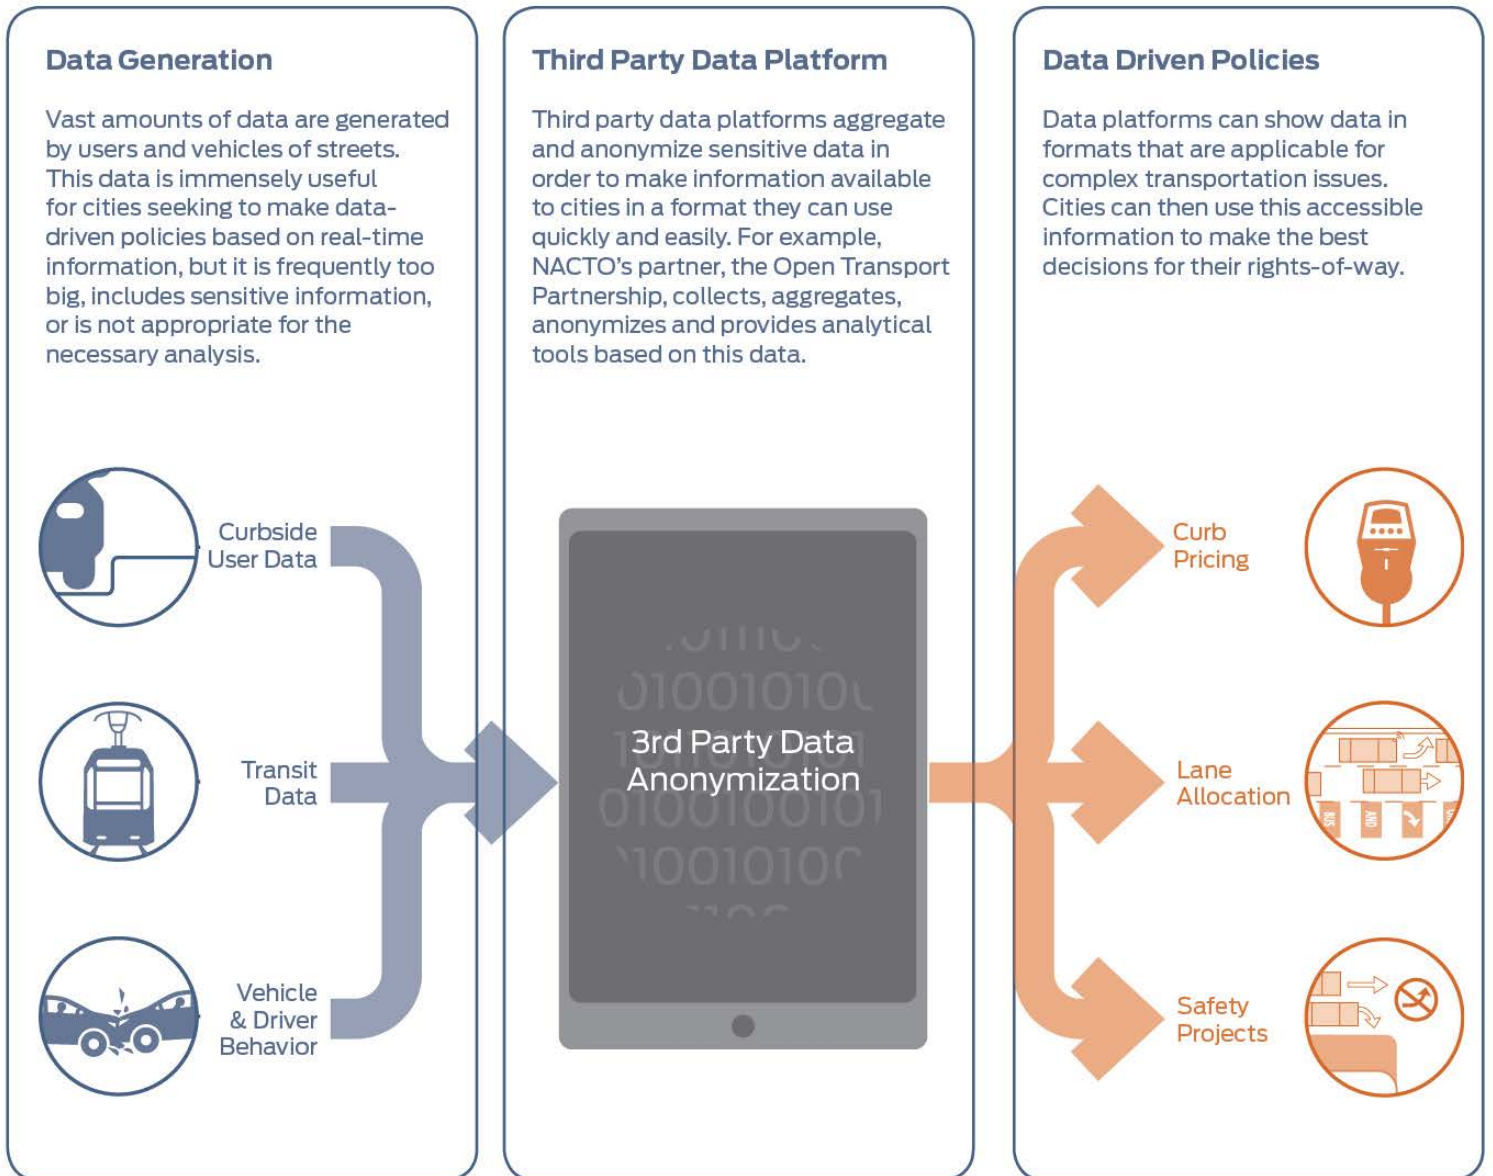 Data Generation
Vast amounts of data are generated
by users and vehicles of streets.
This data is immensely useful
for cities seeking to make data-
driven policies based on real-time
information, but it is frequently too
big, includes sensitive information,
or is not appropriate for the
necessary analysis.
Curbside
User Data
Transit
Data
Vehicle
& Driver
Behavior
Third Party Data Platform
Third party data platforms aggregate
and anonymize sensitive data in
order to make information available
to cities in a format they can use
quickly and easily. For example,
NACTO's partner, the Open Transport
Partnership, collects, aggregates,
anonymizes and provides analytical
tools based on this data.
3rd Party Data
Anonymization
Data Driven Policies
Data platforms can show data in
formats that are applicable for
complex transportation issues.
Cities can then use this accessible
information to make the best
decisions for their rights-of-way.
Curb
Pricing
Lane
Allocation
BUS
AND
Safety
Projects